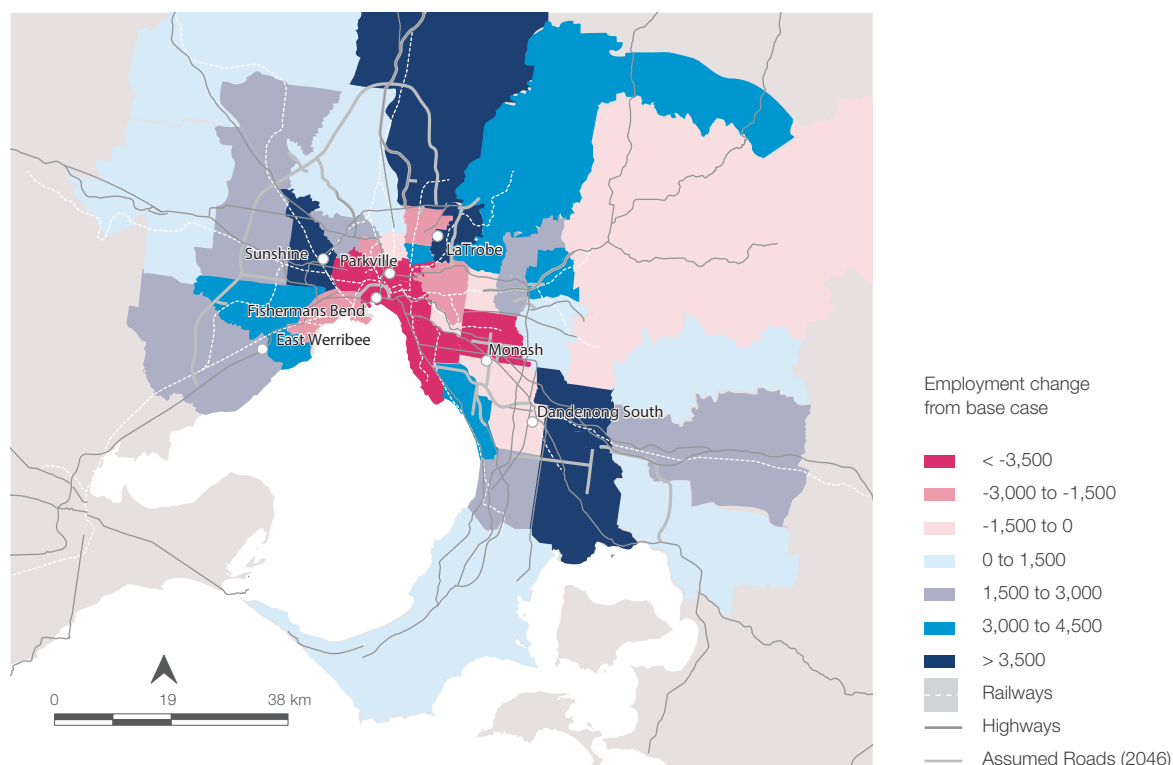 Sunshine
Parkville
LaTrobe
Fishermans Bend
East Werribee
Monash
Dandenong South
0 19 38 km
Employment change
from base case
< -3,500
-3,000 to -1,500
-1,500 to 0
0 to 1,500
1,500 to 3,000
3,000 to 4,500
> 3,500
Railways
Highways
Assumed Roads (2046)